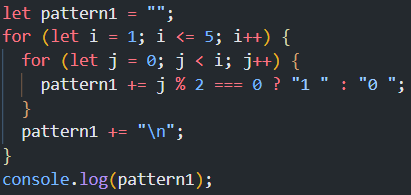 let pattern1 = "";
for (let i = 1; i <= 5; i++) {
  for (let j = 0; j < i; j++) {
    pattern1 += j % 2 === 0 ? "1 " : "0 ";
  }
  pattern1 += "\n";
}
console.log(pattern1);